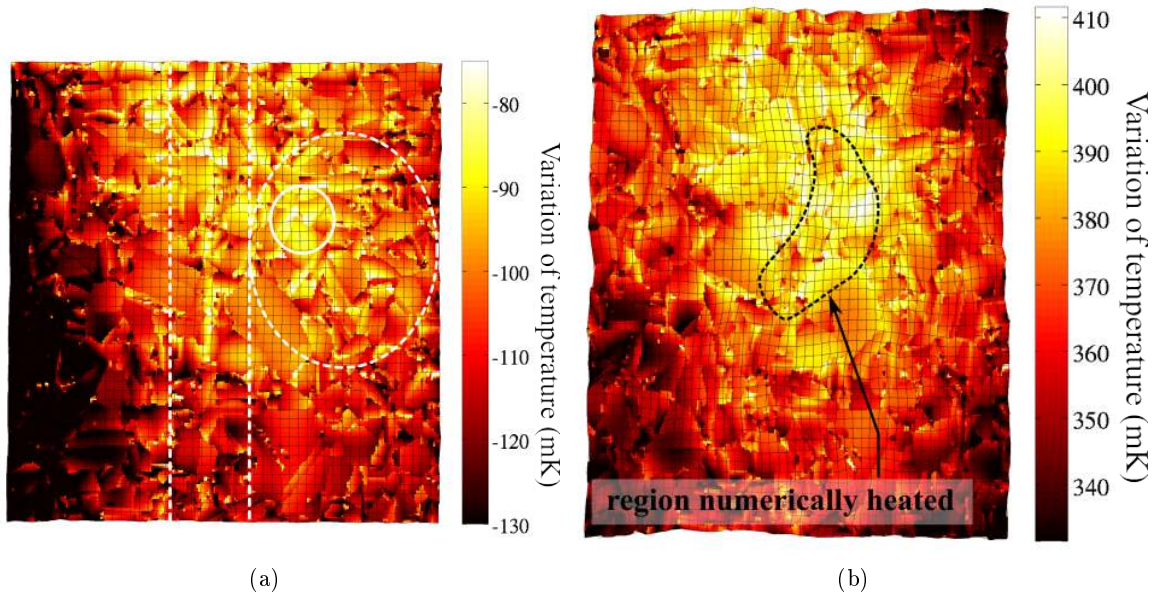 -80
-90
-100
-110
-120
-130
Variation of temperature (mK)
(a)
410
400
390
380
370
360
350
340
Variation of temperature (mK)
region numerically heated
(b)